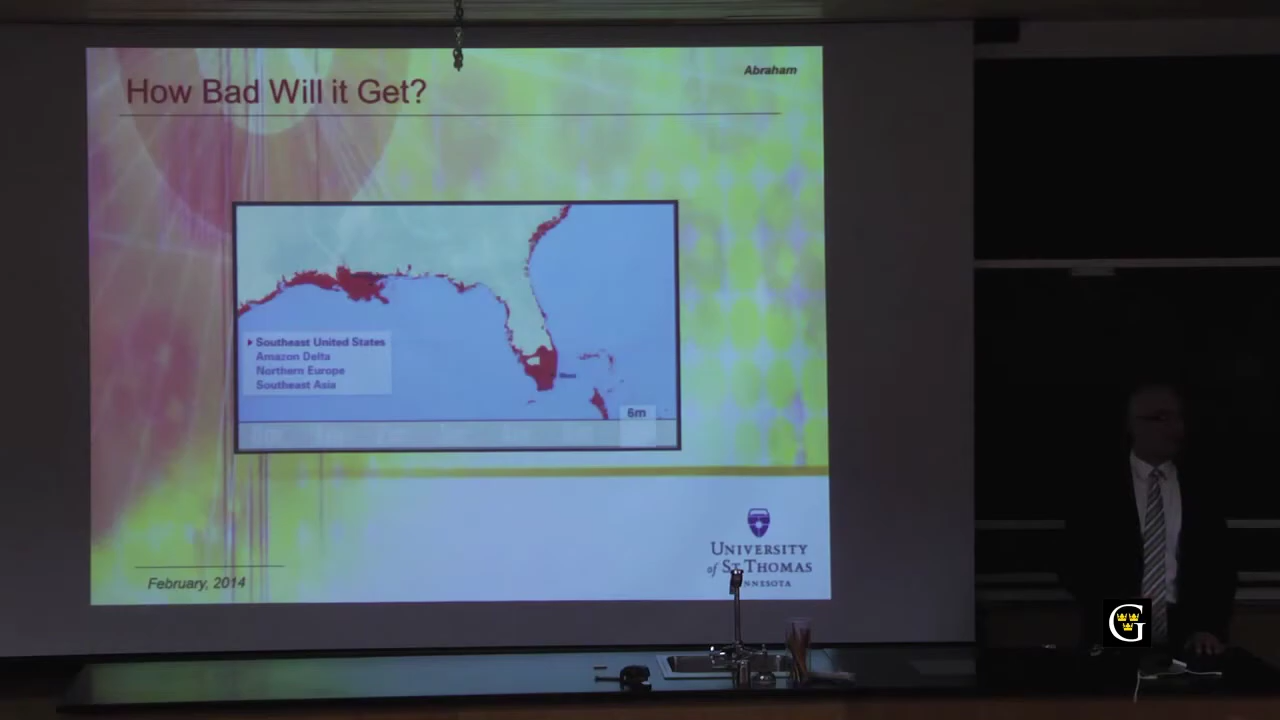 Abraham
How Bad Will it Get?
Southeast United States
Amazon Delta
Northern Europe
Southeast Asia
6m
UNIVERSITY
of ST. THOMAS
NNESOTA
February, 2014
G